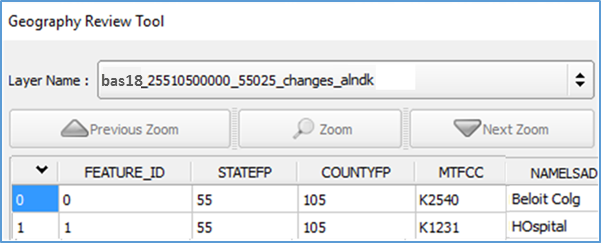 Geography Review Tool
Layer Name : bas18_25510500000_55025_changes_alndk
Previous Zoom Zoom Next Zoom
FEATURE_ID STATEFP COUNTYFP MTFCC NAMELSAD
0 0 55 105 K2540 Beloit Colg
1 1 55 105 K1231 HOspital